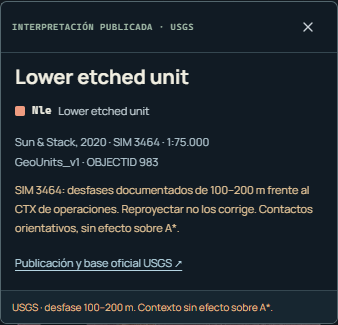 INTERPRETACIÓN PUBLICADA · USGS
Lower etched unit
Nle Lower etched unit
Sun & Stack, 2020 · SIM 3464 · 1:75.000
GeoUnits_v1 · OBJECTID 983
SIM 3464: desfases documentados de 100–200 m frente al
CTX de operaciones. Reproyectar no los corrige. Contactos
orientativos, sin efecto sobre A*.
Publicación y base oficial USGS ↗
USGS · desfase 100–200 m. Contexto sin efecto sobre A*.